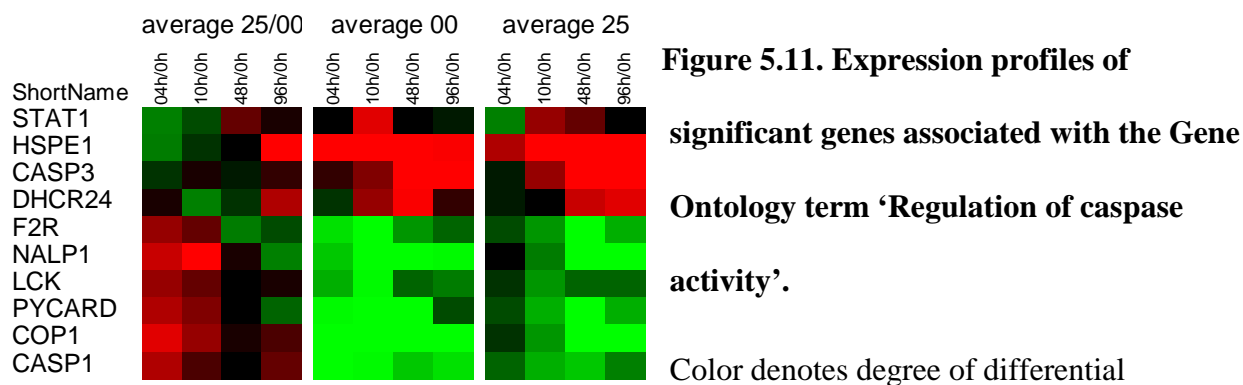 average 25/00 average 00 average 25
04h/0h 10h/0h 48h/0h 96h/0h 04h/0h 10h/0h 48h/0h 96h/0h 04h/0h 10h/0h 48h/0h 96h/0h
ShortName
STAT1
HSPE1
CASP3
DHCR24
F2R
NALP1
LCK
PYCARD
COP1
CASP1
Figure 5.11. Expression profiles of
significant genes associated with the Gene
Ontology term ‘Regulation of caspase
activity’.
Color denotes degree of differential